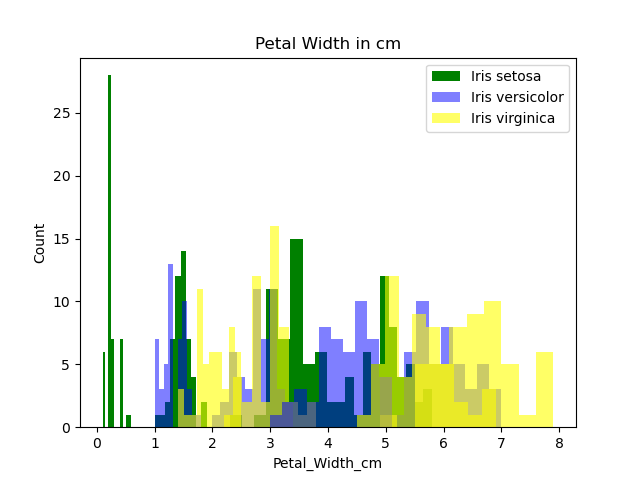 Petal Width in cm
Iris setosa
Iris versicolor
Iris virginica
Count
25
20
15
10
5
0
0 1 2 3 4 5 6 7 8
Petal_Width_cm